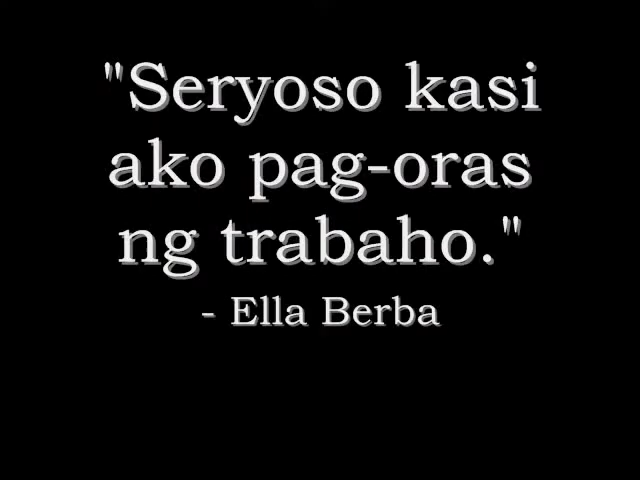 "Seryoso kasi
ako pag-oras
ng trabaho."
- Ella Berba